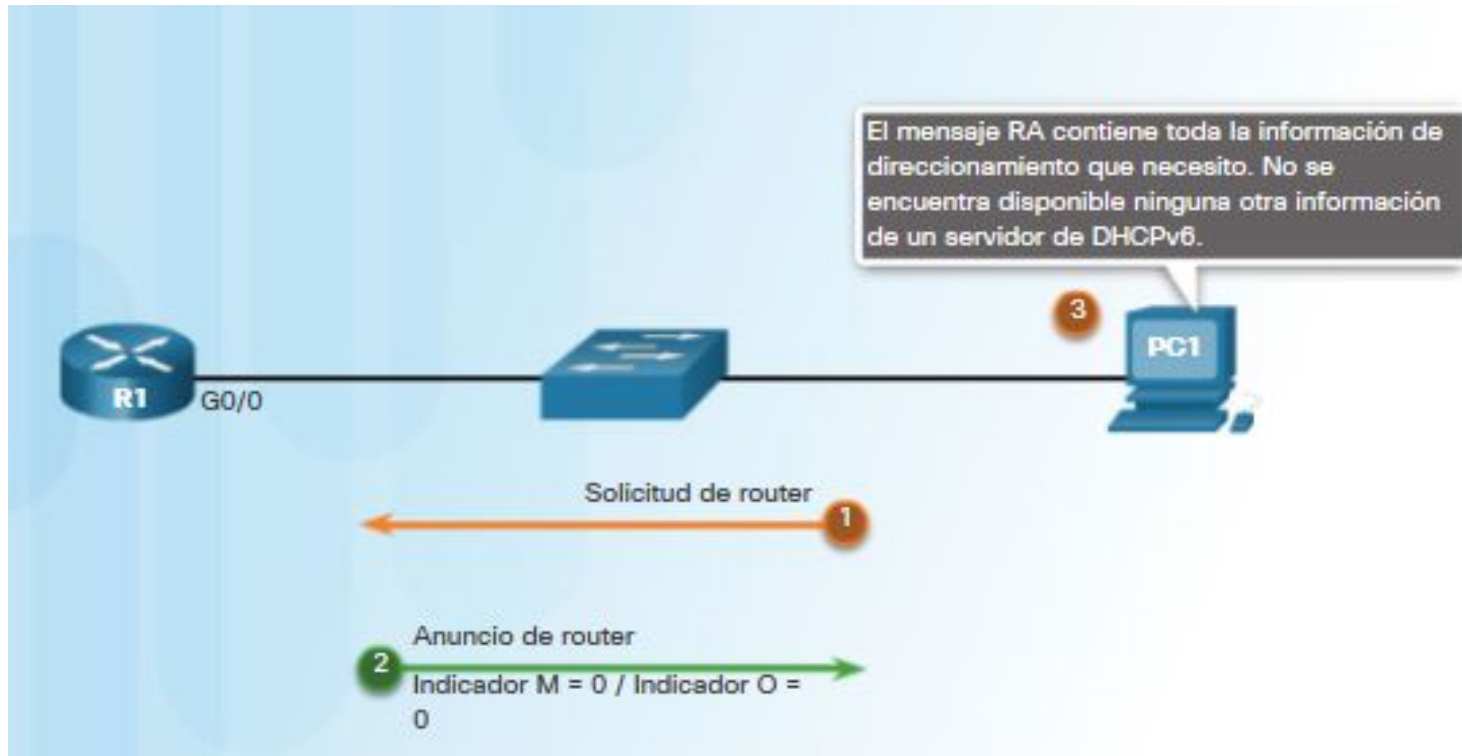 El mensaje RA contiene toda la información de
direccionamiento que necesito. No se
encuentra disponible ninguna otra información
de un servidor de DHCPv6.
3
PC1
R1
G0/0
Solicitud de router
1
Anuncio de router
2
Indicador M = 0 / Indicador O =
0